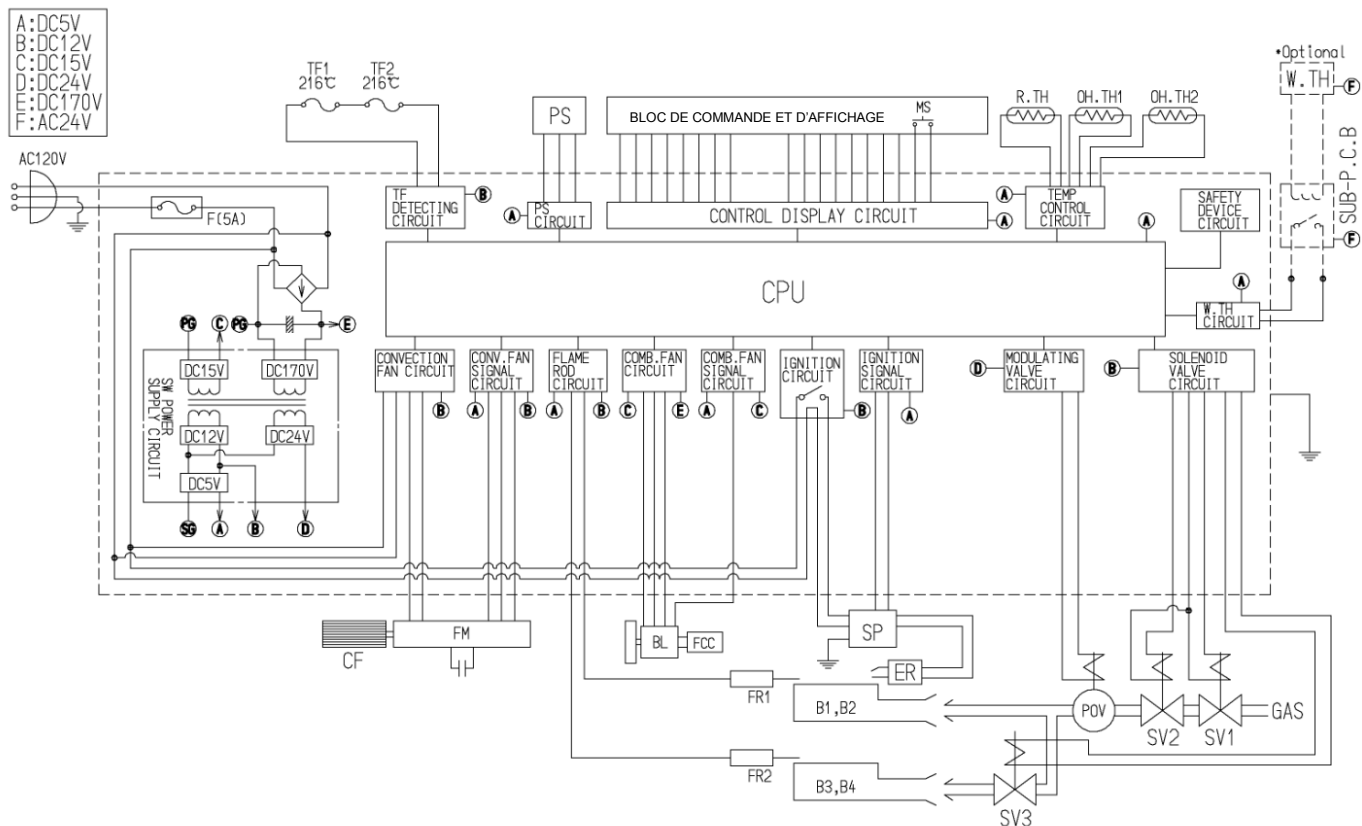 A:DC5V
B:DC12V
C:DC15V
D:DC24V
E:DC170V
F:AC24V
AC120V
F(5A)
TF1
216℃
TF2
216℃
PS
BLOC DE COMMANDE ET D'AFFICHAGE
MS
R.TH
OH.TH1
OH.TH2
*Optional
W.TH
F
SUB-P.C.B
F
TF
DETECTING
CIRCUIT
B
A
PS
CIRCUIT
CONTROL DISPLAY CIRCUIT
A
A
TEMP
CONTROL
CIRCUIT
A
SAFETY
DEVICE
CIRCUIT
CPU
A
W.TH
CIRCUIT
PG
C
PG
E
DC15V
DC170V
SW POWER
SUPPLY CIRCUIT
DC12V
DC24V
DC5V
SG
A
B
D
CONVECTION
FAN CIRCUIT
B
CONV.FAN
SIGNAL
CIRCUIT
A
B
FLAME
ROD
CIRCUIT
A
B
COMB.FAN
CIRCUIT
C
E
COMB.FAN
SIGNAL
CIRCUIT
A
C
IGNITION
CIRCUIT
B
IGNITION
SIGNAL
CIRCUIT
A
D
MODULATING
VALVE
CIRCUIT
B
SOLENOID
VALVE
CIRCUIT
CF
FM
BL
FCC
SP
ER
FR1
B1,B2
POV
SV2
SV1
GAS
FR2
B3,B4
SV3